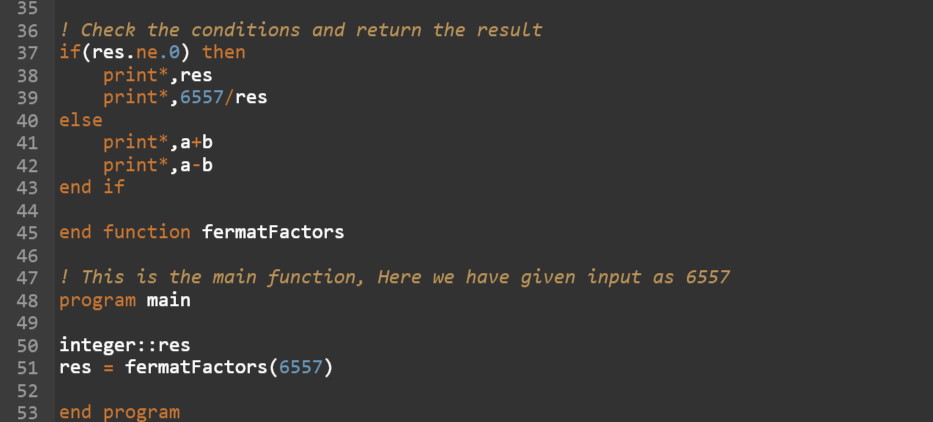 35
36 ! Check the conditions and return the result
37 if(res.ne.0) then
38     print*,res
39     print*,6557/res
40 else
41     print*,a+b
42     print*,a-b
43 end if
44
45 end function fermatFactors
46
47 ! This is the main function, Here we have given input as 6557
48 program main
49
50 integer::res
51 res = fermatFactors(6557)
52
53 end program